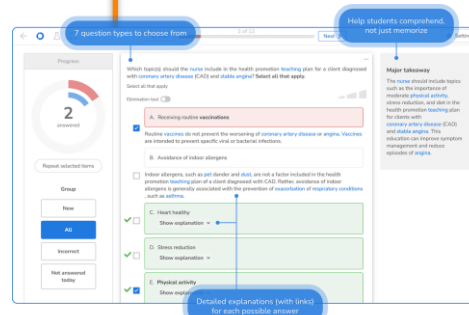 7 question types to choose from
2 of 13
Next
Help students comprehend,
not just memorize
Progress
2
answered
Repeat selected items
Group
New
All
Incorrect
Not answered
today
Which topic(s) should the nurse include in the health promotion teaching plan for a client diagnosed
with coronary artery disease (CAD) and stable angina? Select all that apply.
Select all that apply
Elimination tool
A. Receiving routine vaccinations
Routine vaccines do not prevent the worsening of coronary artery disease or angina. Vaccines
are intended to prevent specific viral or bacterial infections.
B. Avoidance of indoor allergens
Indoor allergens, such as pet dander and dust, are not a factor included in the health
promotion teaching plan of a client diagnosed with CAD. Rather, avoidance of indoor
allergens is generally associated with the prevention of exacerbation of respiratory conditions
, such as asthma.
C. Heart healthy
Show explanation
D. Stress reduction
Show explanation
E. Physical activity
Show
Detailed explanations (with links)
for each possible answer
Major takeaway
The nurse should include topics
such as the importance of
moderate physical activity,
stress reduction, and diet in the
health promotion teaching plan
for clients with
coronary artery disease (CAD)
and stable angina. This
education can improve symptom
management and reduce
episodes of angina.